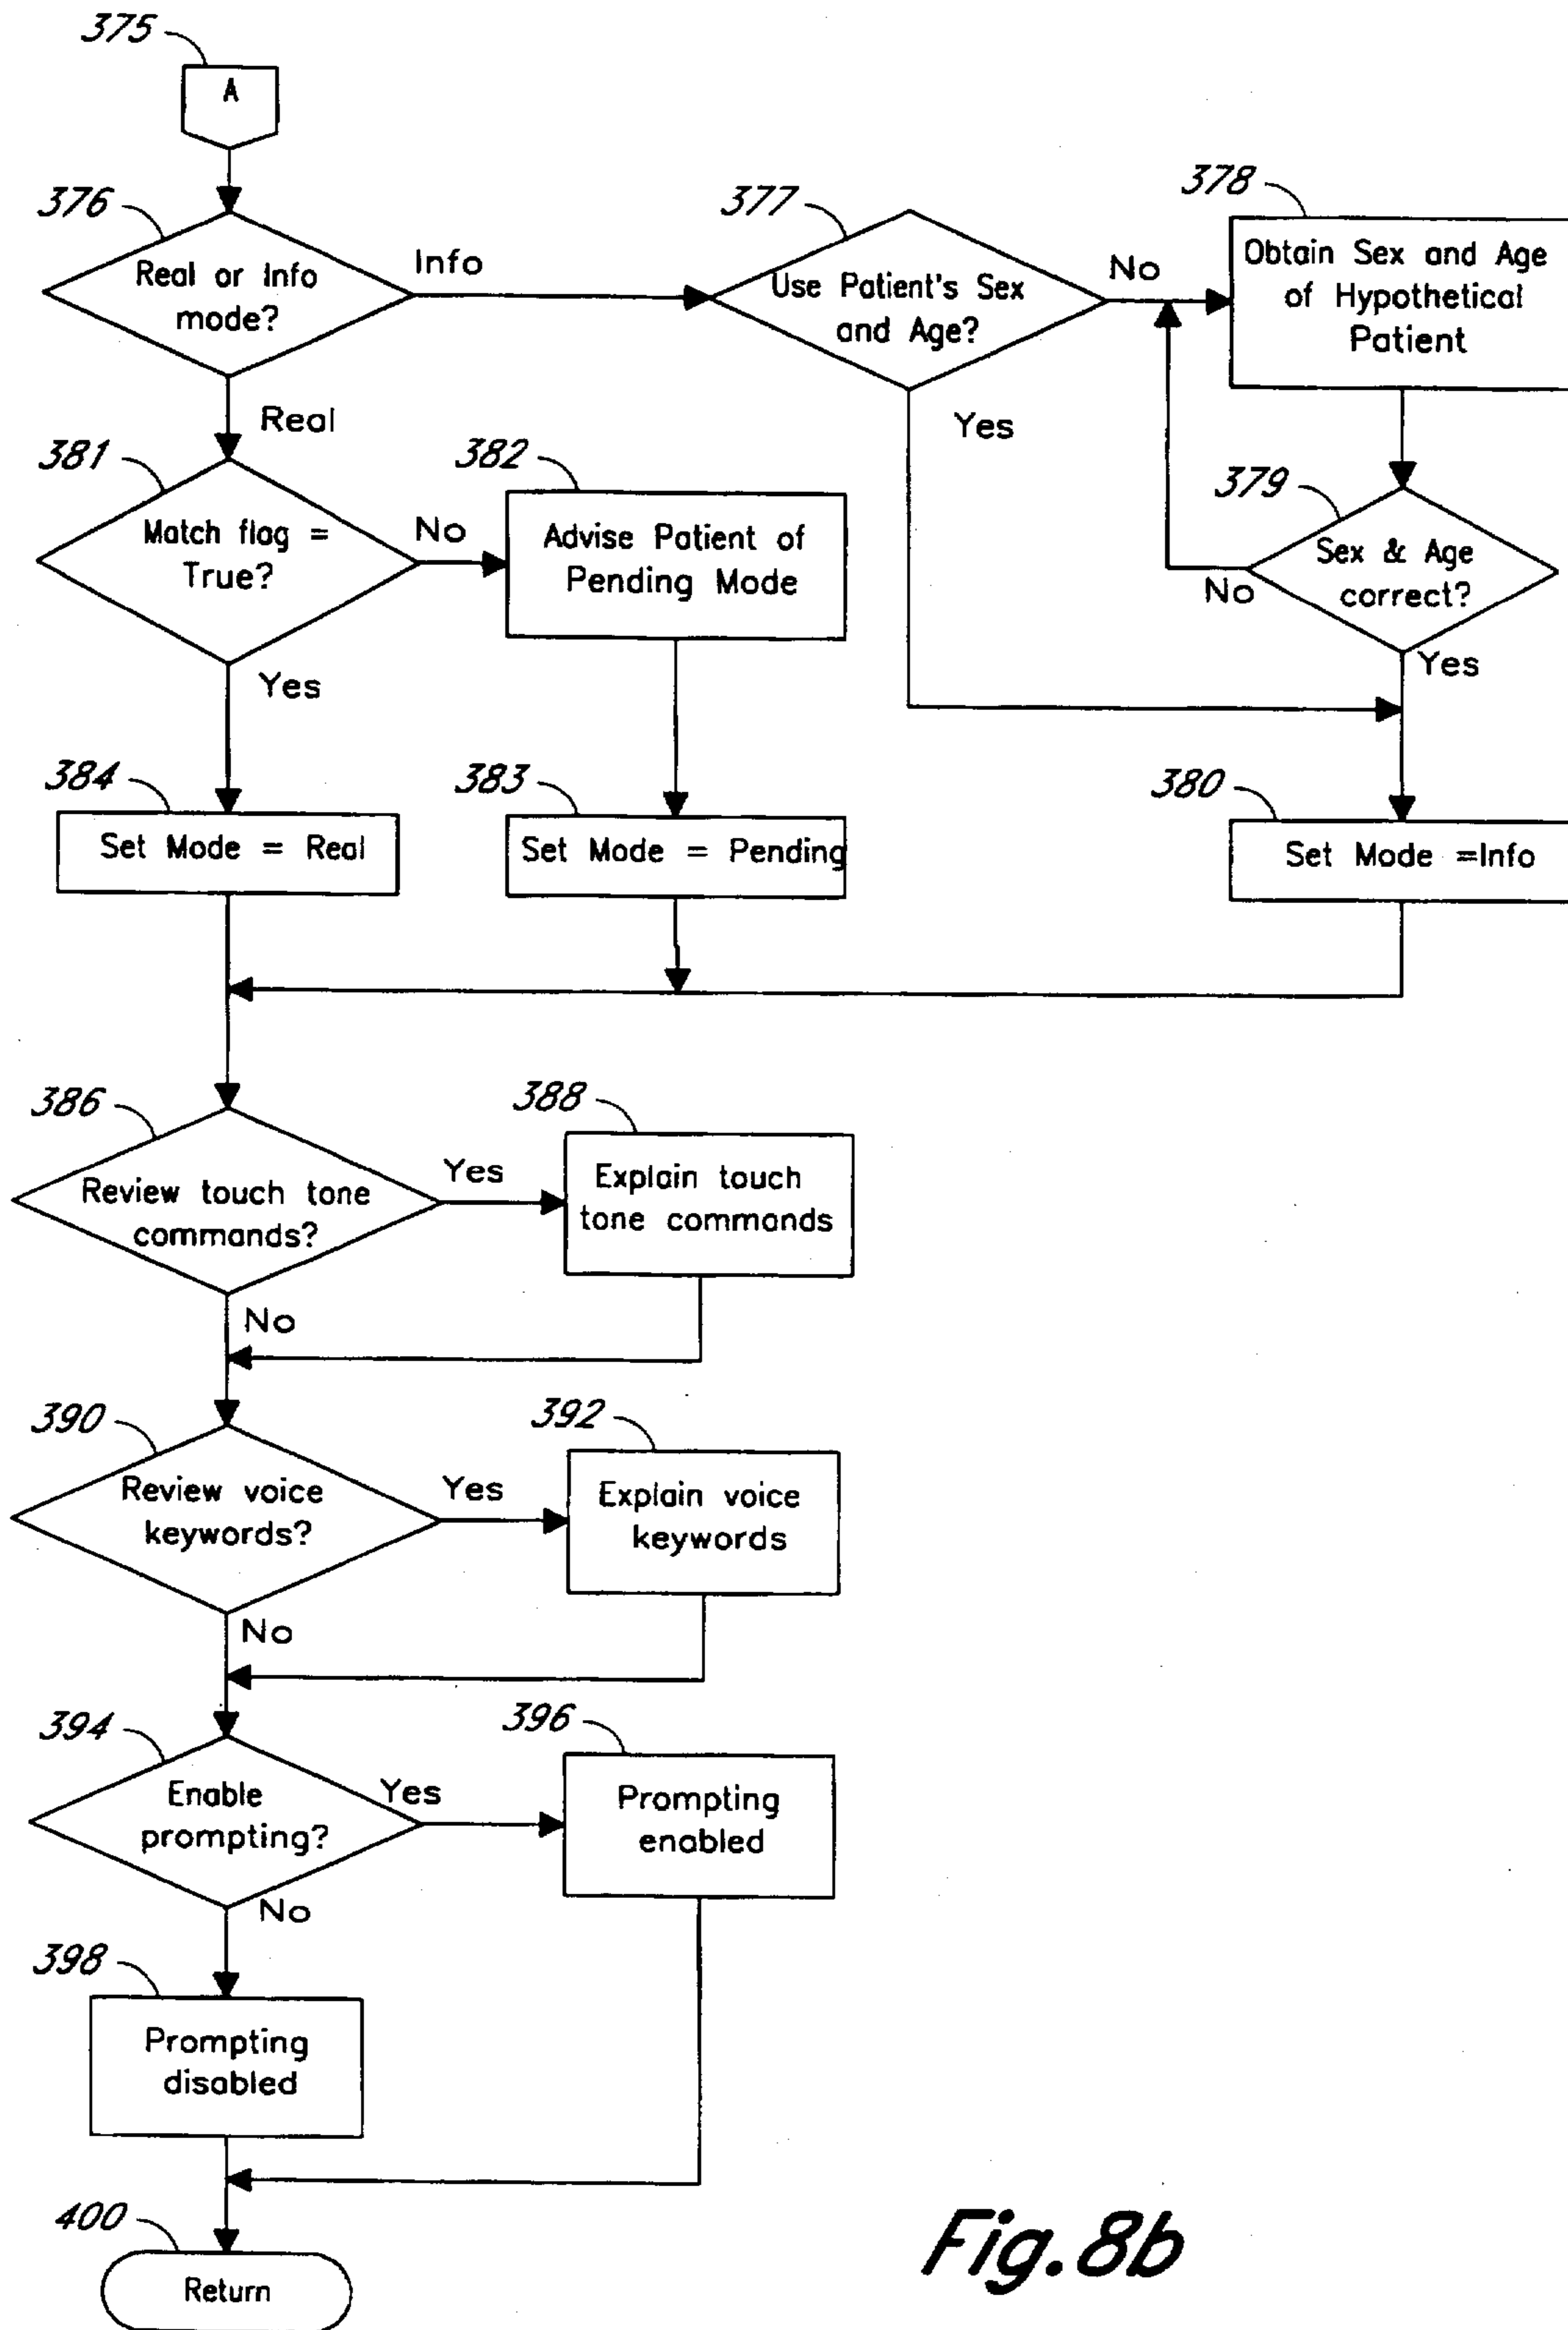 375
A
376
Real or Info
mode?
Info
377
Use Patient's Sex
and Age?
No
378
Obtain Sex and Age
of Hypothetical
Patient
Real
Yes
381
Match flag =
True?
No
382
Advise Patient of
Pending Mode
379
Sex & Age
correct?
No
Yes
Yes
384
Set Mode = Real
383
Set Mode = Pending
380
Set Mode =Info
386
Review touch tone
commands?
Yes
388
Explain touch
tone commands
No
390
Review voice
keywords?
Yes
392
Explain voice
keywords
No
394
Enable
prompting?
Yes
396
Prompting
enabled
No
398
Prompting
disabled
400
Return
Fig.8b